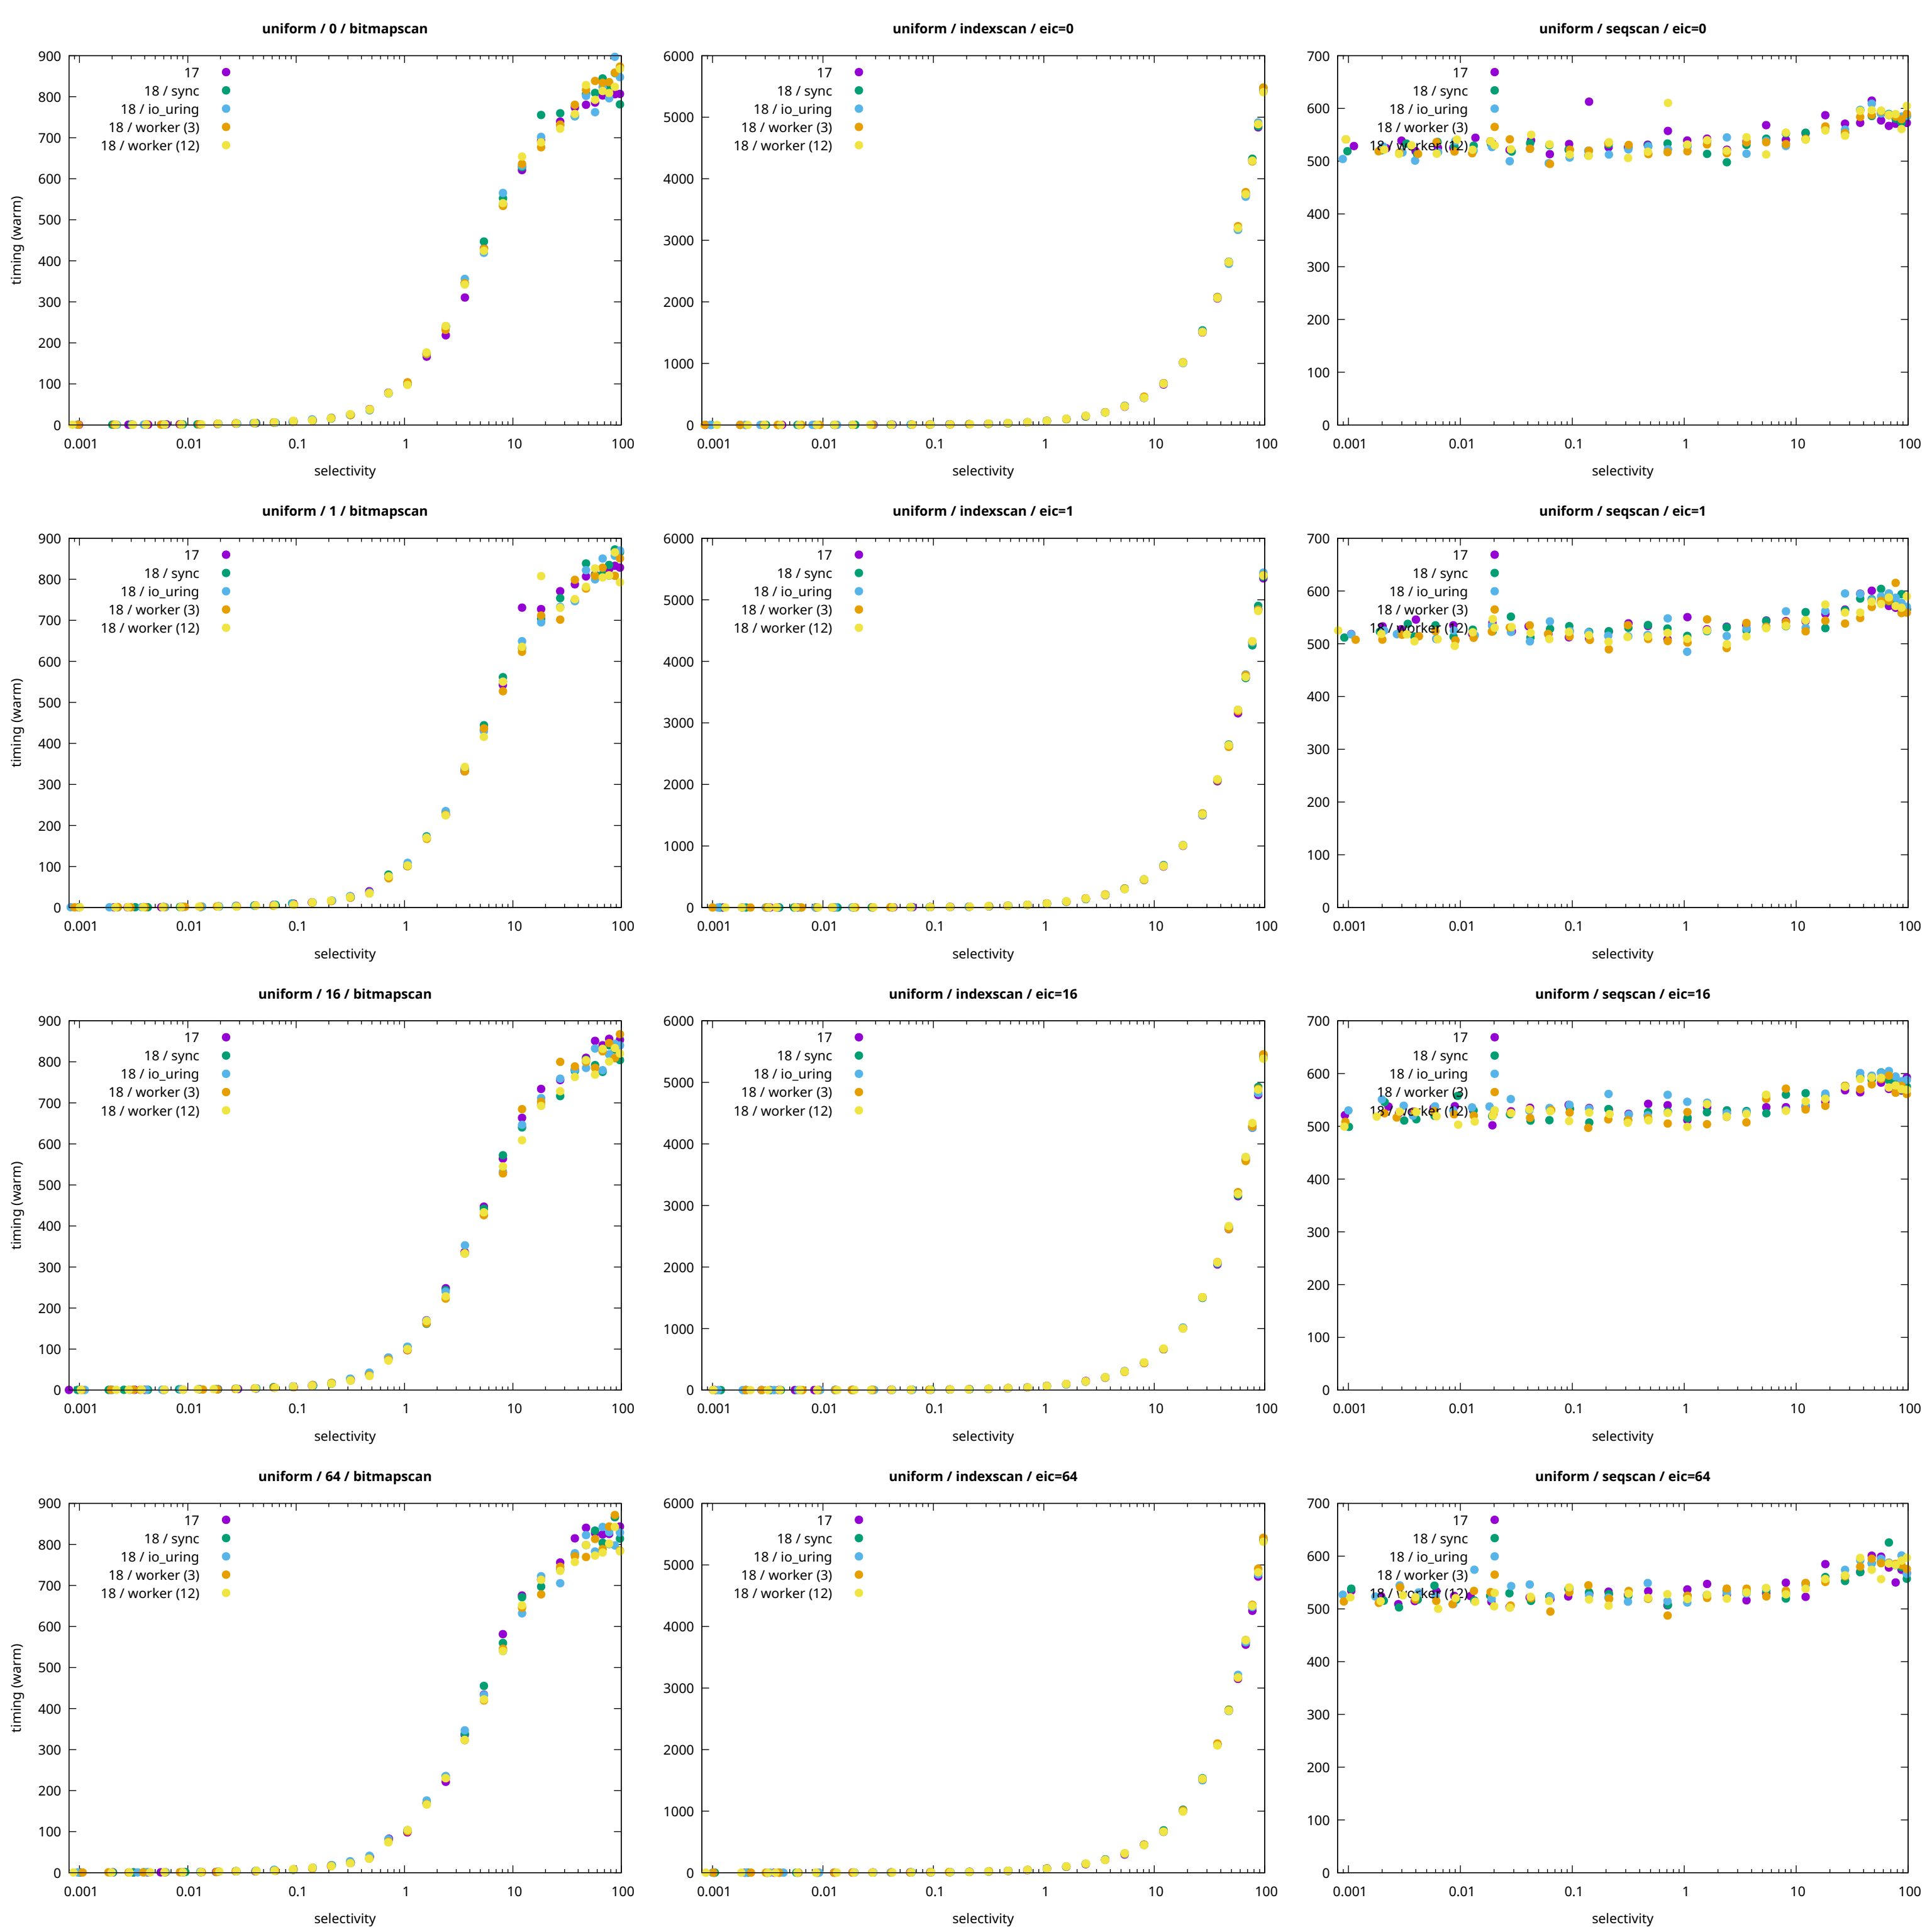 uniform / 0 / bitmapscan
900
800
700
600
500
400
300
200
100
0
timing (warm)
17
18 / sync
18 / io_uring
18 / worker (3)
18 / worker (12)
0.001 0.01 0.1 1 10 100
selectivity
uniform / indexscan / eic=0
6000
5000
4000
3000
2000
1000
0
17
18 / sync
18 / io_uring
18 / worker (3)
18 / worker (12)
0.001 0.01 0.1 1 10 100
selectivity
uniform / seqscan / eic=0
700
600
500
400
300
200
100
0
17
18 / sync
18 / io_uring
18 / worker (3)
18 / worker (12)
0.001 0.01 0.1 1 10 100
selectivity
uniform / 1 / bitmapscan
900
800
700
600
500
400
300
200
100
0
timing (warm)
17
18 / sync
18 / io_uring
18 / worker (3)
18 / worker (12)
0.001 0.01 0.1 1 10 100
selectivity
uniform / indexscan / eic=1
6000
5000
4000
3000
2000
1000
0
17
18 / sync
18 / io_uring
18 / worker (3)
18 / worker (12)
0.001 0.01 0.1 1 10 100
selectivity
uniform / seqscan / eic=1
700
600
500
400
300
200
100
0
17
18 / sync
18 / io_uring
18 / worker (3)
18 / worker (12)
0.001 0.01 0.1 1 10 100
selectivity
uniform / 16 / bitmapscan
900
800
700
600
500
400
300
200
100
0
timing (warm)
17
18 / sync
18 / io_uring
18 / worker (3)
18 / worker (12)
0.001 0.01 0.1 1 10 100
selectivity
uniform / indexscan / eic=16
6000
5000
4000
3000
2000
1000
0
17
18 / sync
18 / io_uring
18 / worker (3)
18 / worker (12)
0.001 0.01 0.1 1 10 100
selectivity
uniform / seqscan / eic=16
700
600
500
400
300
200
100
0
17
18 / sync
18 / io_uring
18 / worker (3)
18 / worker (12)
0.001 0.01 0.1 1 10 100
selectivity
uniform / 64 / bitmapscan
900
800
700
600
500
400
300
200
100
0
timing (warm)
17
18 / sync
18 / io_uring
18 / worker (3)
18 / worker (12)
0.001 0.01 0.1 1 10 100
selectivity
uniform / indexscan / eic=64
6000
5000
4000
3000
2000
1000
0
17
18 / sync
18 / io_uring
18 / worker (3)
18 / worker (12)
0.001 0.01 0.1 1 10 100
selectivity
uniform / seqscan / eic=64
700
600
500
400
300
200
100
0
17
18 / sync
18 / io_uring
18 / worker (3)
18 / worker (12)
0.001 0.01 0.1 1 10 100
selectivity